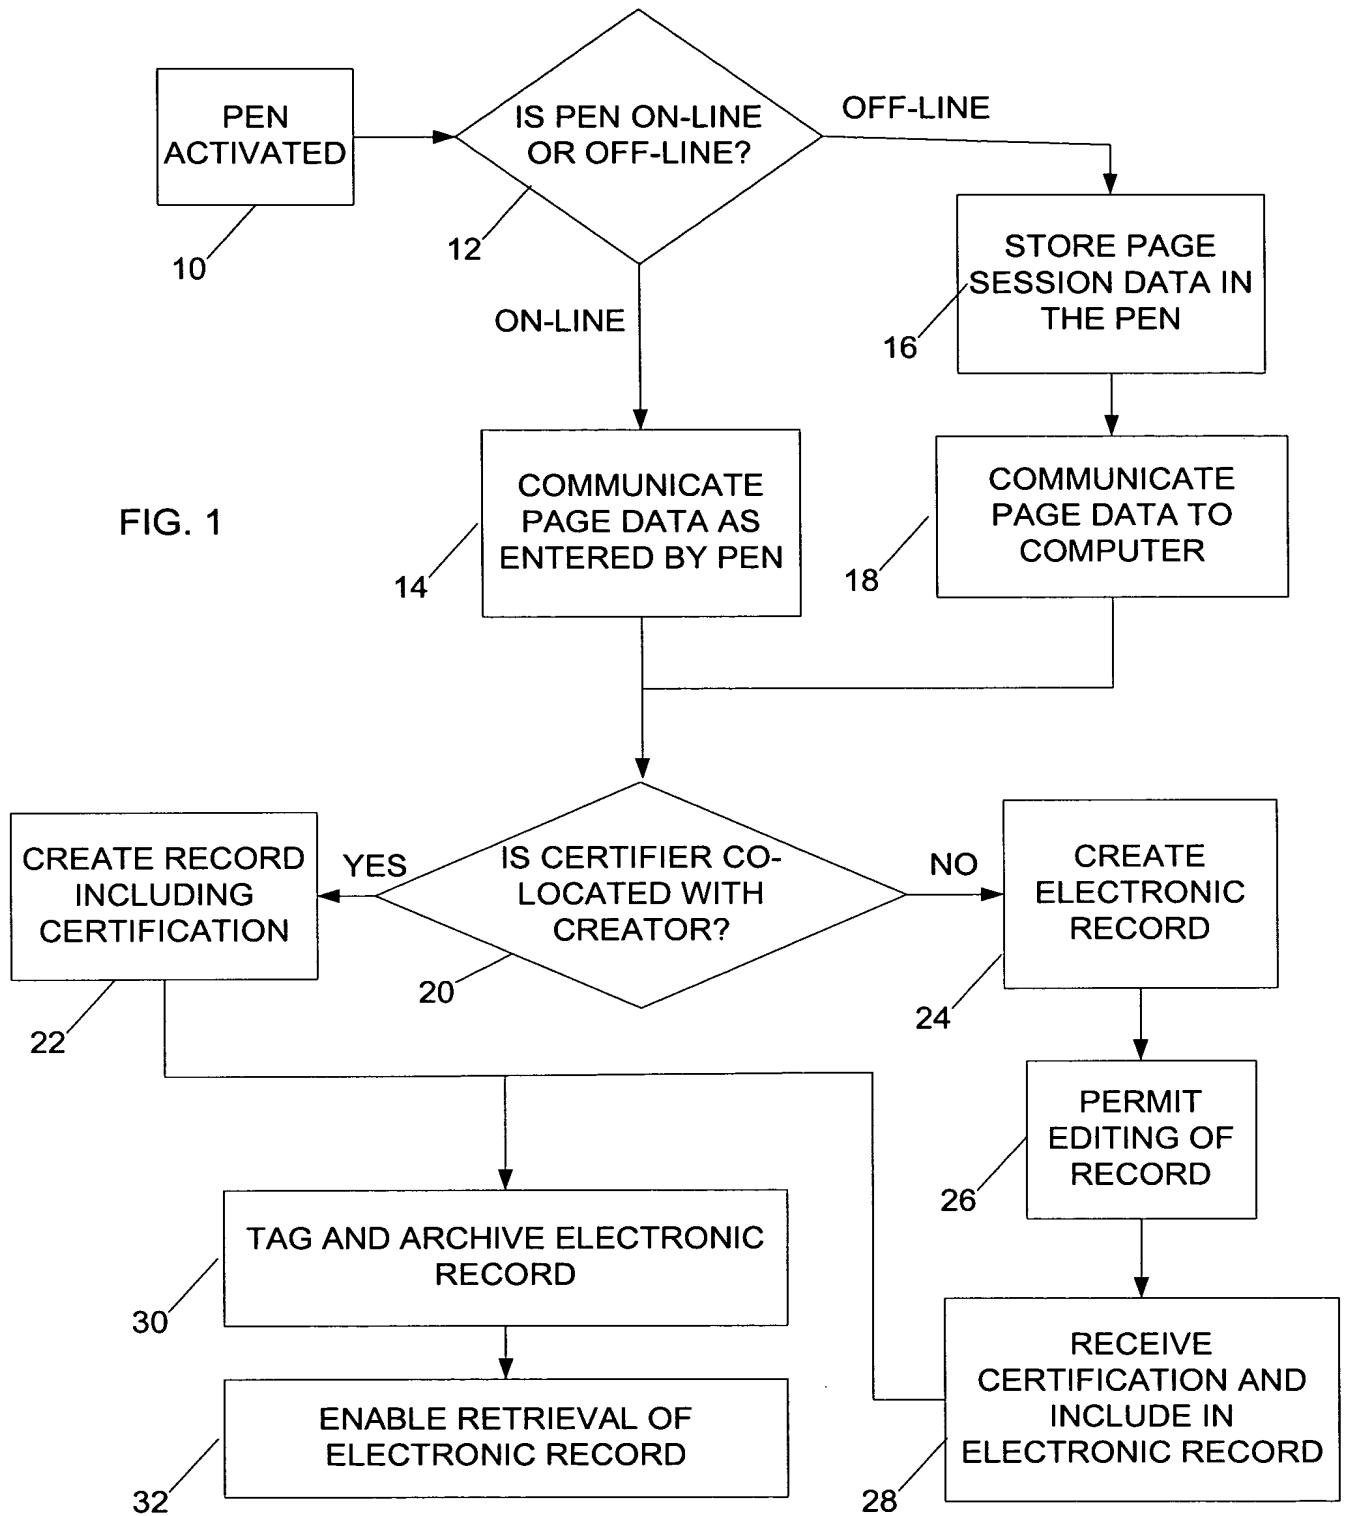 PEN
ACTIVATED
10
IS PEN ON-LINE
OR OFF-LINE?
12
OFF-LINE
ON-LINE
STORE PAGE
SESSION DATA IN
THE PEN
16
COMMUNICATE
PAGE DATA AS
ENTERED BY PEN
14
COMMUNICATE
PAGE DATA TO
COMPUTER
18
FIG. 1
CREATE RECORD
INCLUDING
CERTIFICATION
22
YES
IS CERTIFIER CO-
LOCATED WITH
CREATOR?
20
NO
CREATE
ELECTRONIC
RECORD
24
PERMIT
EDITING OF
RECORD
26
TAG AND ARCHIVE ELECTRONIC
RECORD
30
RECEIVE
CERTIFICATION AND
INCLUDE IN
ELECTRONIC RECORD
28
ENABLE RETRIEVAL OF
ELECTRONIC RECORD
32